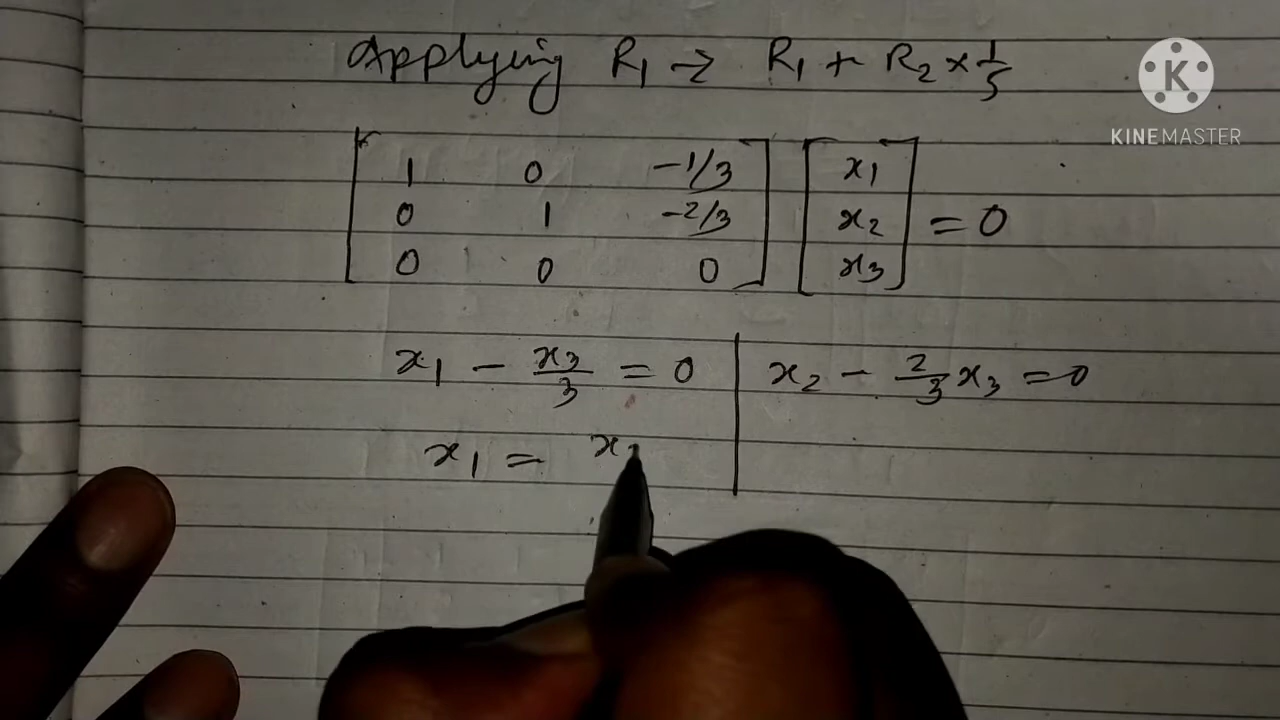 Applying R₁ → R₁ + R₂ × 1/5
K
KINEMASTER
1 0 -1/3 x₁
0 1 -2/3 x₂ = 0
0 0 0 x₃
x₁ - x₃/3 = 0 x₂ - 2/3 x₃ = 0
x₁ = x